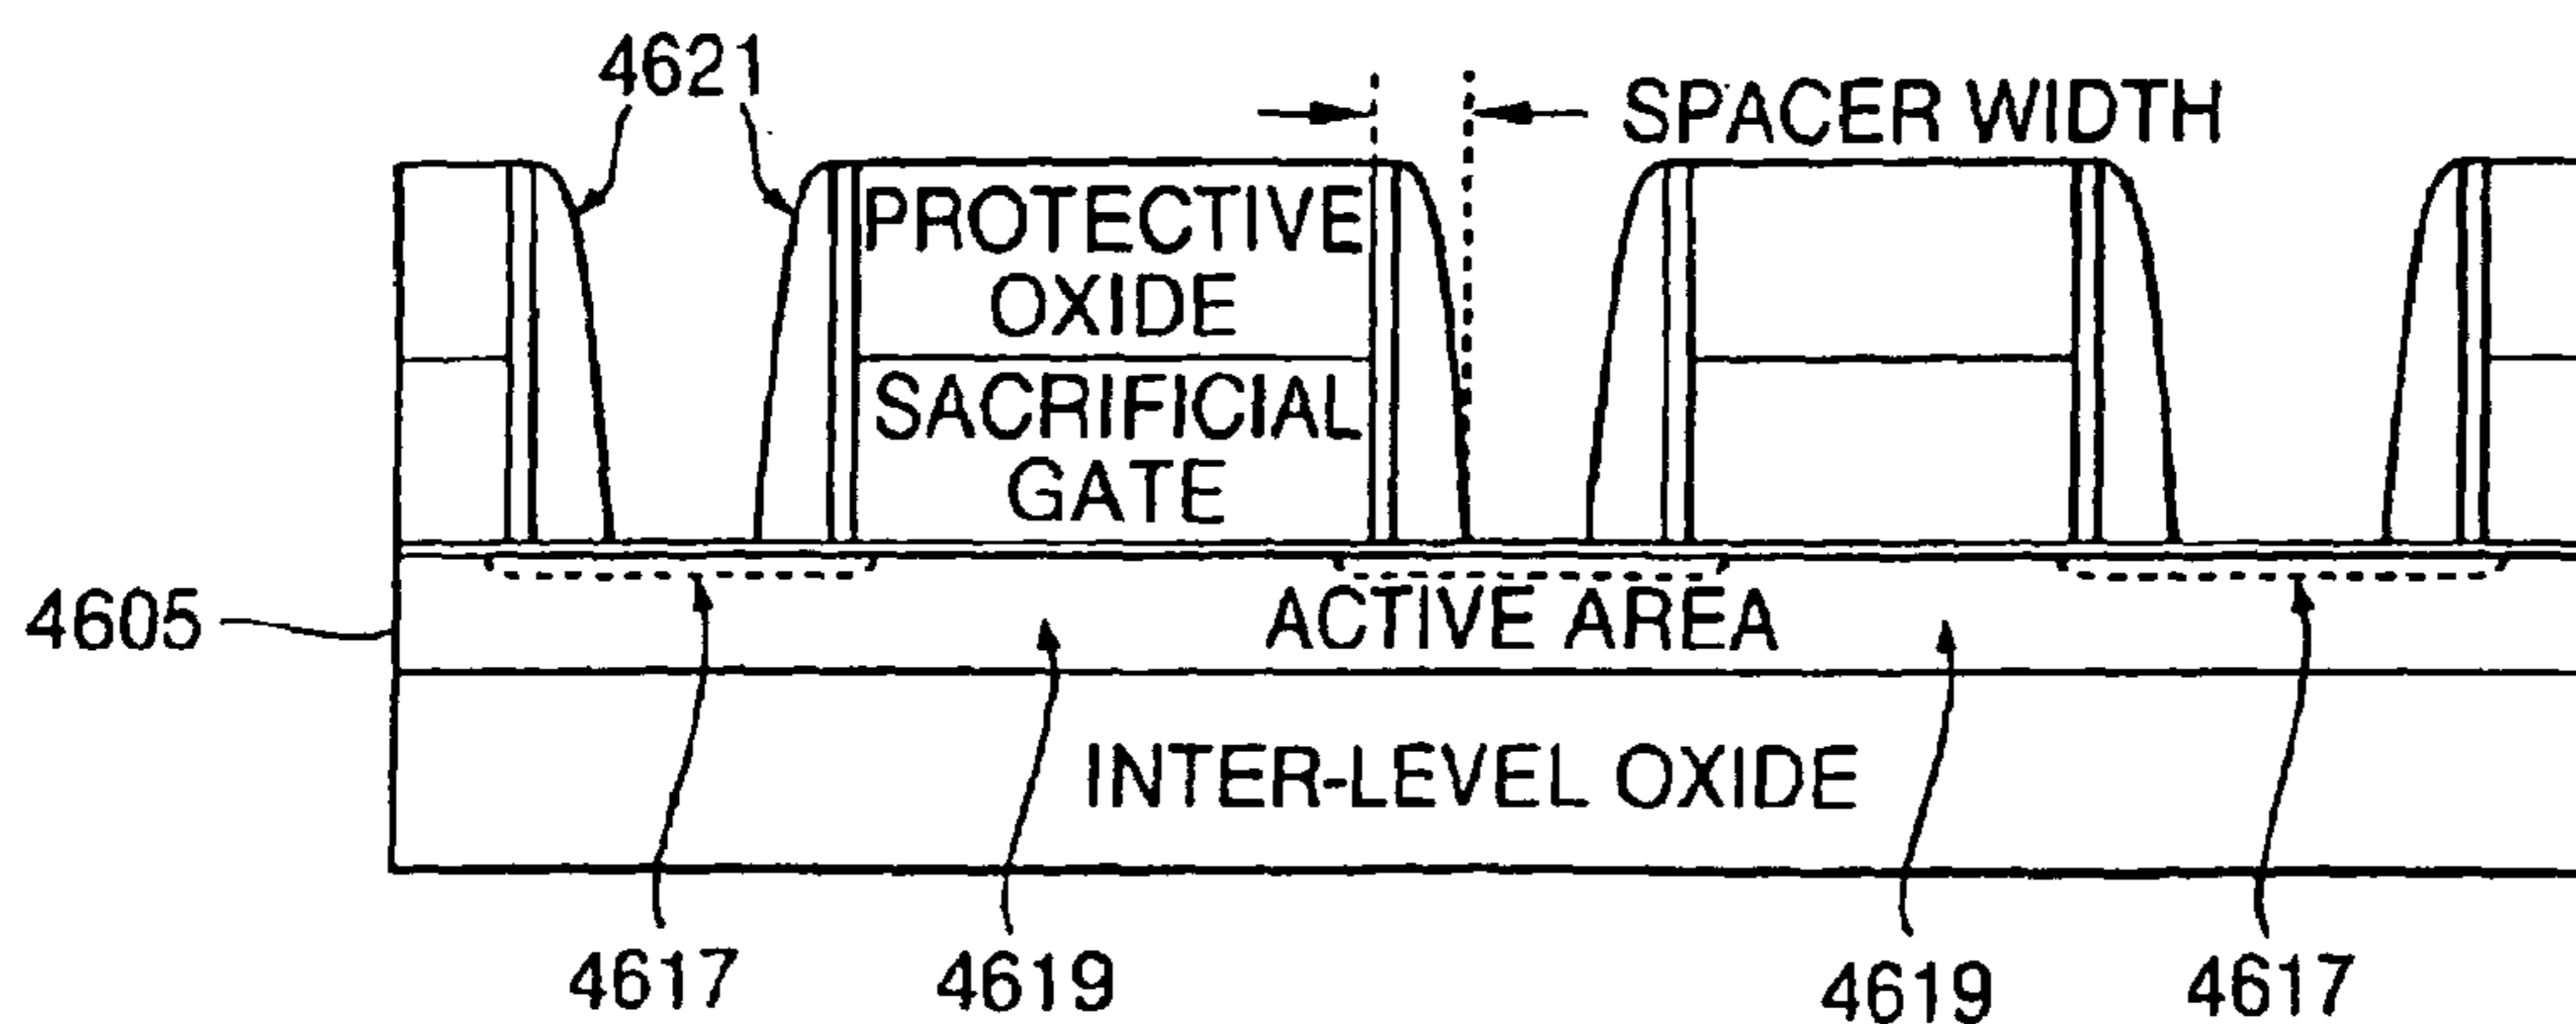 4621
SPACER WIDTH
PROTECTIVE
OXIDE
SACRIFICIAL
GATE
4605
ACTIVE AREA
INTER-LEVEL OXIDE
4617
4619
4619
4617